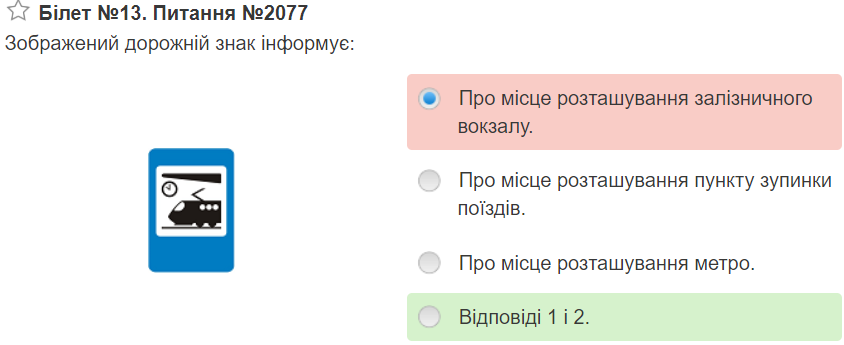 Білет №13. Питання №2077
Зображений дорожній знак інформує:
Про місце розташування залізничного
вокзалу.
Про місце розташування пункту зупинки
поїздів.
Про місце розташування метро.
Відповіді 1 і 2.